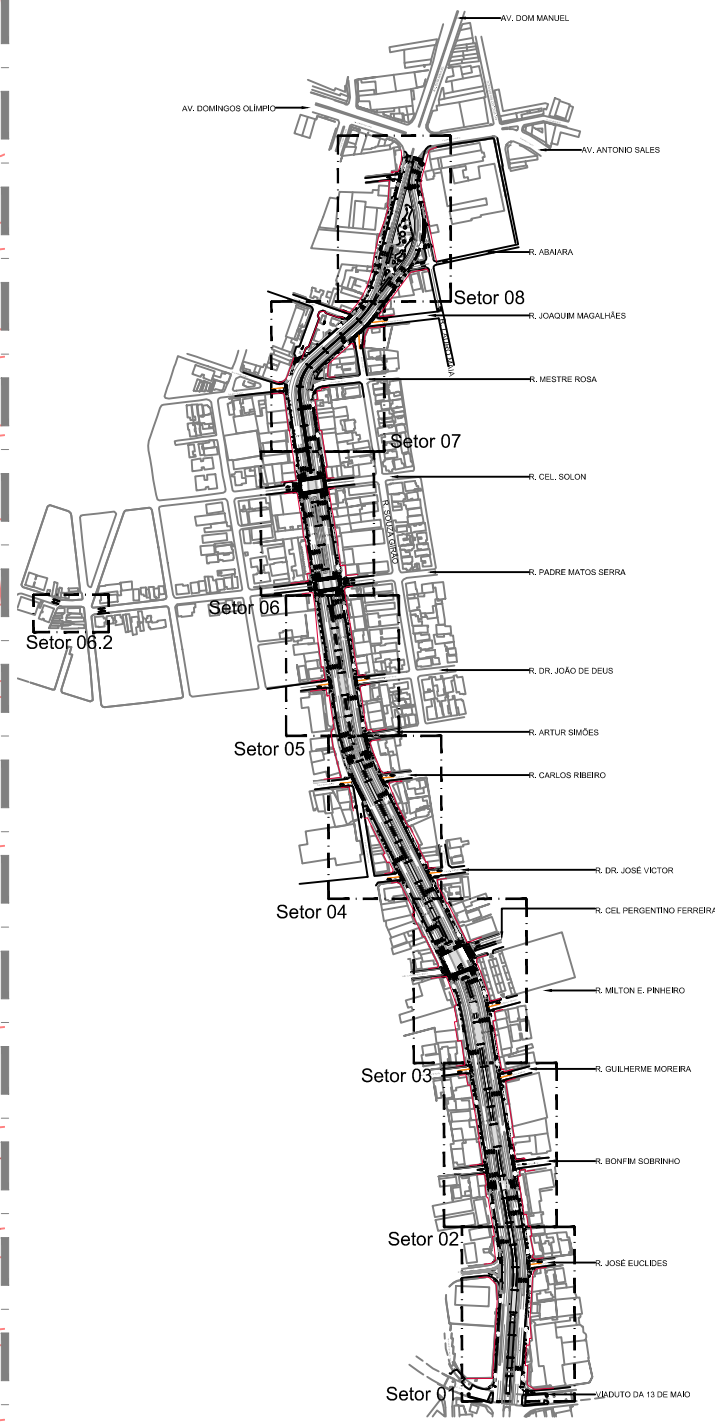 AV. DOM MANUEL
AV. DOMINGOS OLÍMPIO
AV. ANTONIO SALES
R. ABAIARA
Setor 08
R. JOAQUIM MAGALHÃES
R. MESTRE ROSA
Setor 07
R. CEL. SOLON
R. SOUZA GIRÃO
R. PADRE MATOS SERRA
Setor 06
Setor 06.2
R. DR. JOÃO DE DEUS
R. ARTUR SIMÕES
Setor 05
R. CARLOS RIBEIRO
R. DR. JOSÉ VICTOR
Setor 04
R. CEL PERGENTINO FERREIRA
R. MILTON E. PINHEIRO
R. GUILHERME MOREIRA
Setor 03
R. BONFIM SOBRINHO
Setor 02
R. JOSÉ EUCLIDES
Setor 01
VIADUTO DA 13 DE MAIO